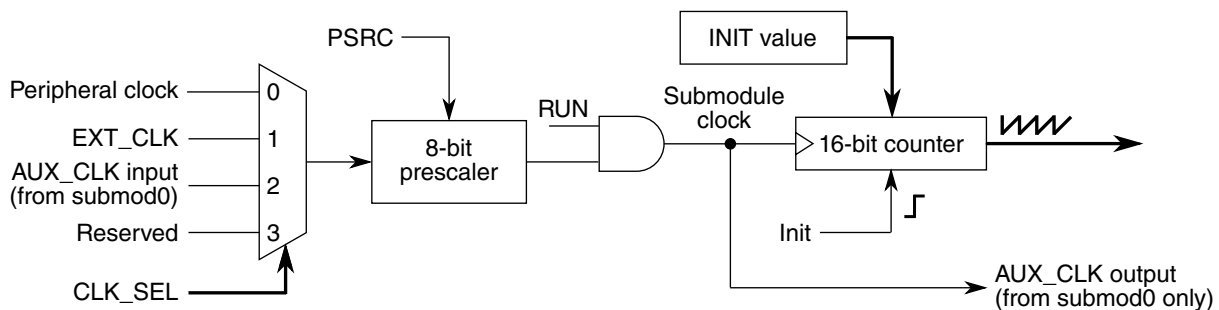 PSRC
INIT value
Peripheral clock
0
EXT_CLK
1
AUX_CLK input
(from submod0)
2
Reserved
3
CLK_SEL
8-bit
prescaler
RUN
Submodule
clock
16-bit counter
Init
AUX_CLK output
(from submod0 only)